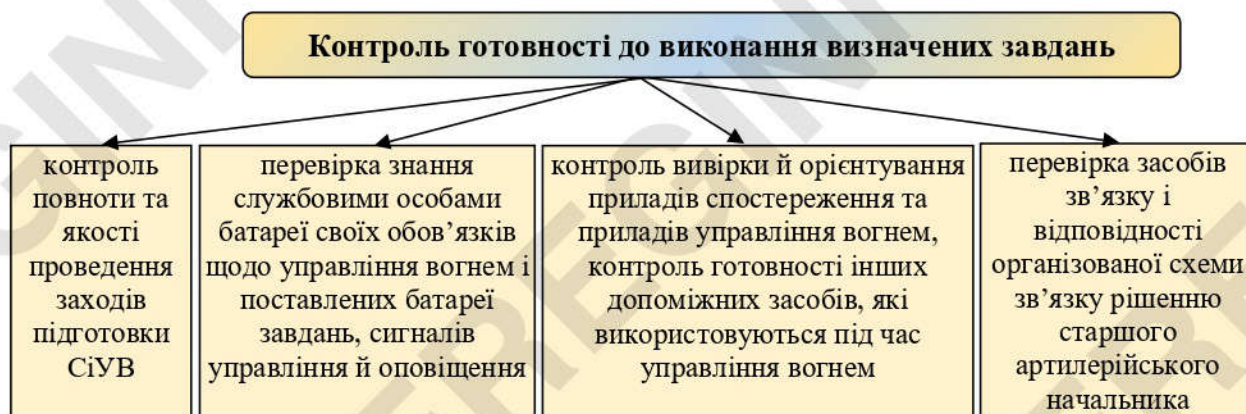 Контроль готовності до виконання визначених завдань
контроль
повноти та
якості
проведення
заходів
підготовки
СіУВ
перевірка знання
службовими особами
батареї своїх обов’язків
щодо управління вогнем і
поставлених батареї
завдань, сигналів
управління й оповіщення
контроль вивірки й орієнтування
приладів спостереження та
приладів управління вогнем,
контроль готовності інших
допоміжних засобів, які
використовуються під час
управління вогнем
перевірка засобів
зв’язку і
відповідності
організованої схеми
зв’язку рішенню
старшого
артилерійського
начальника